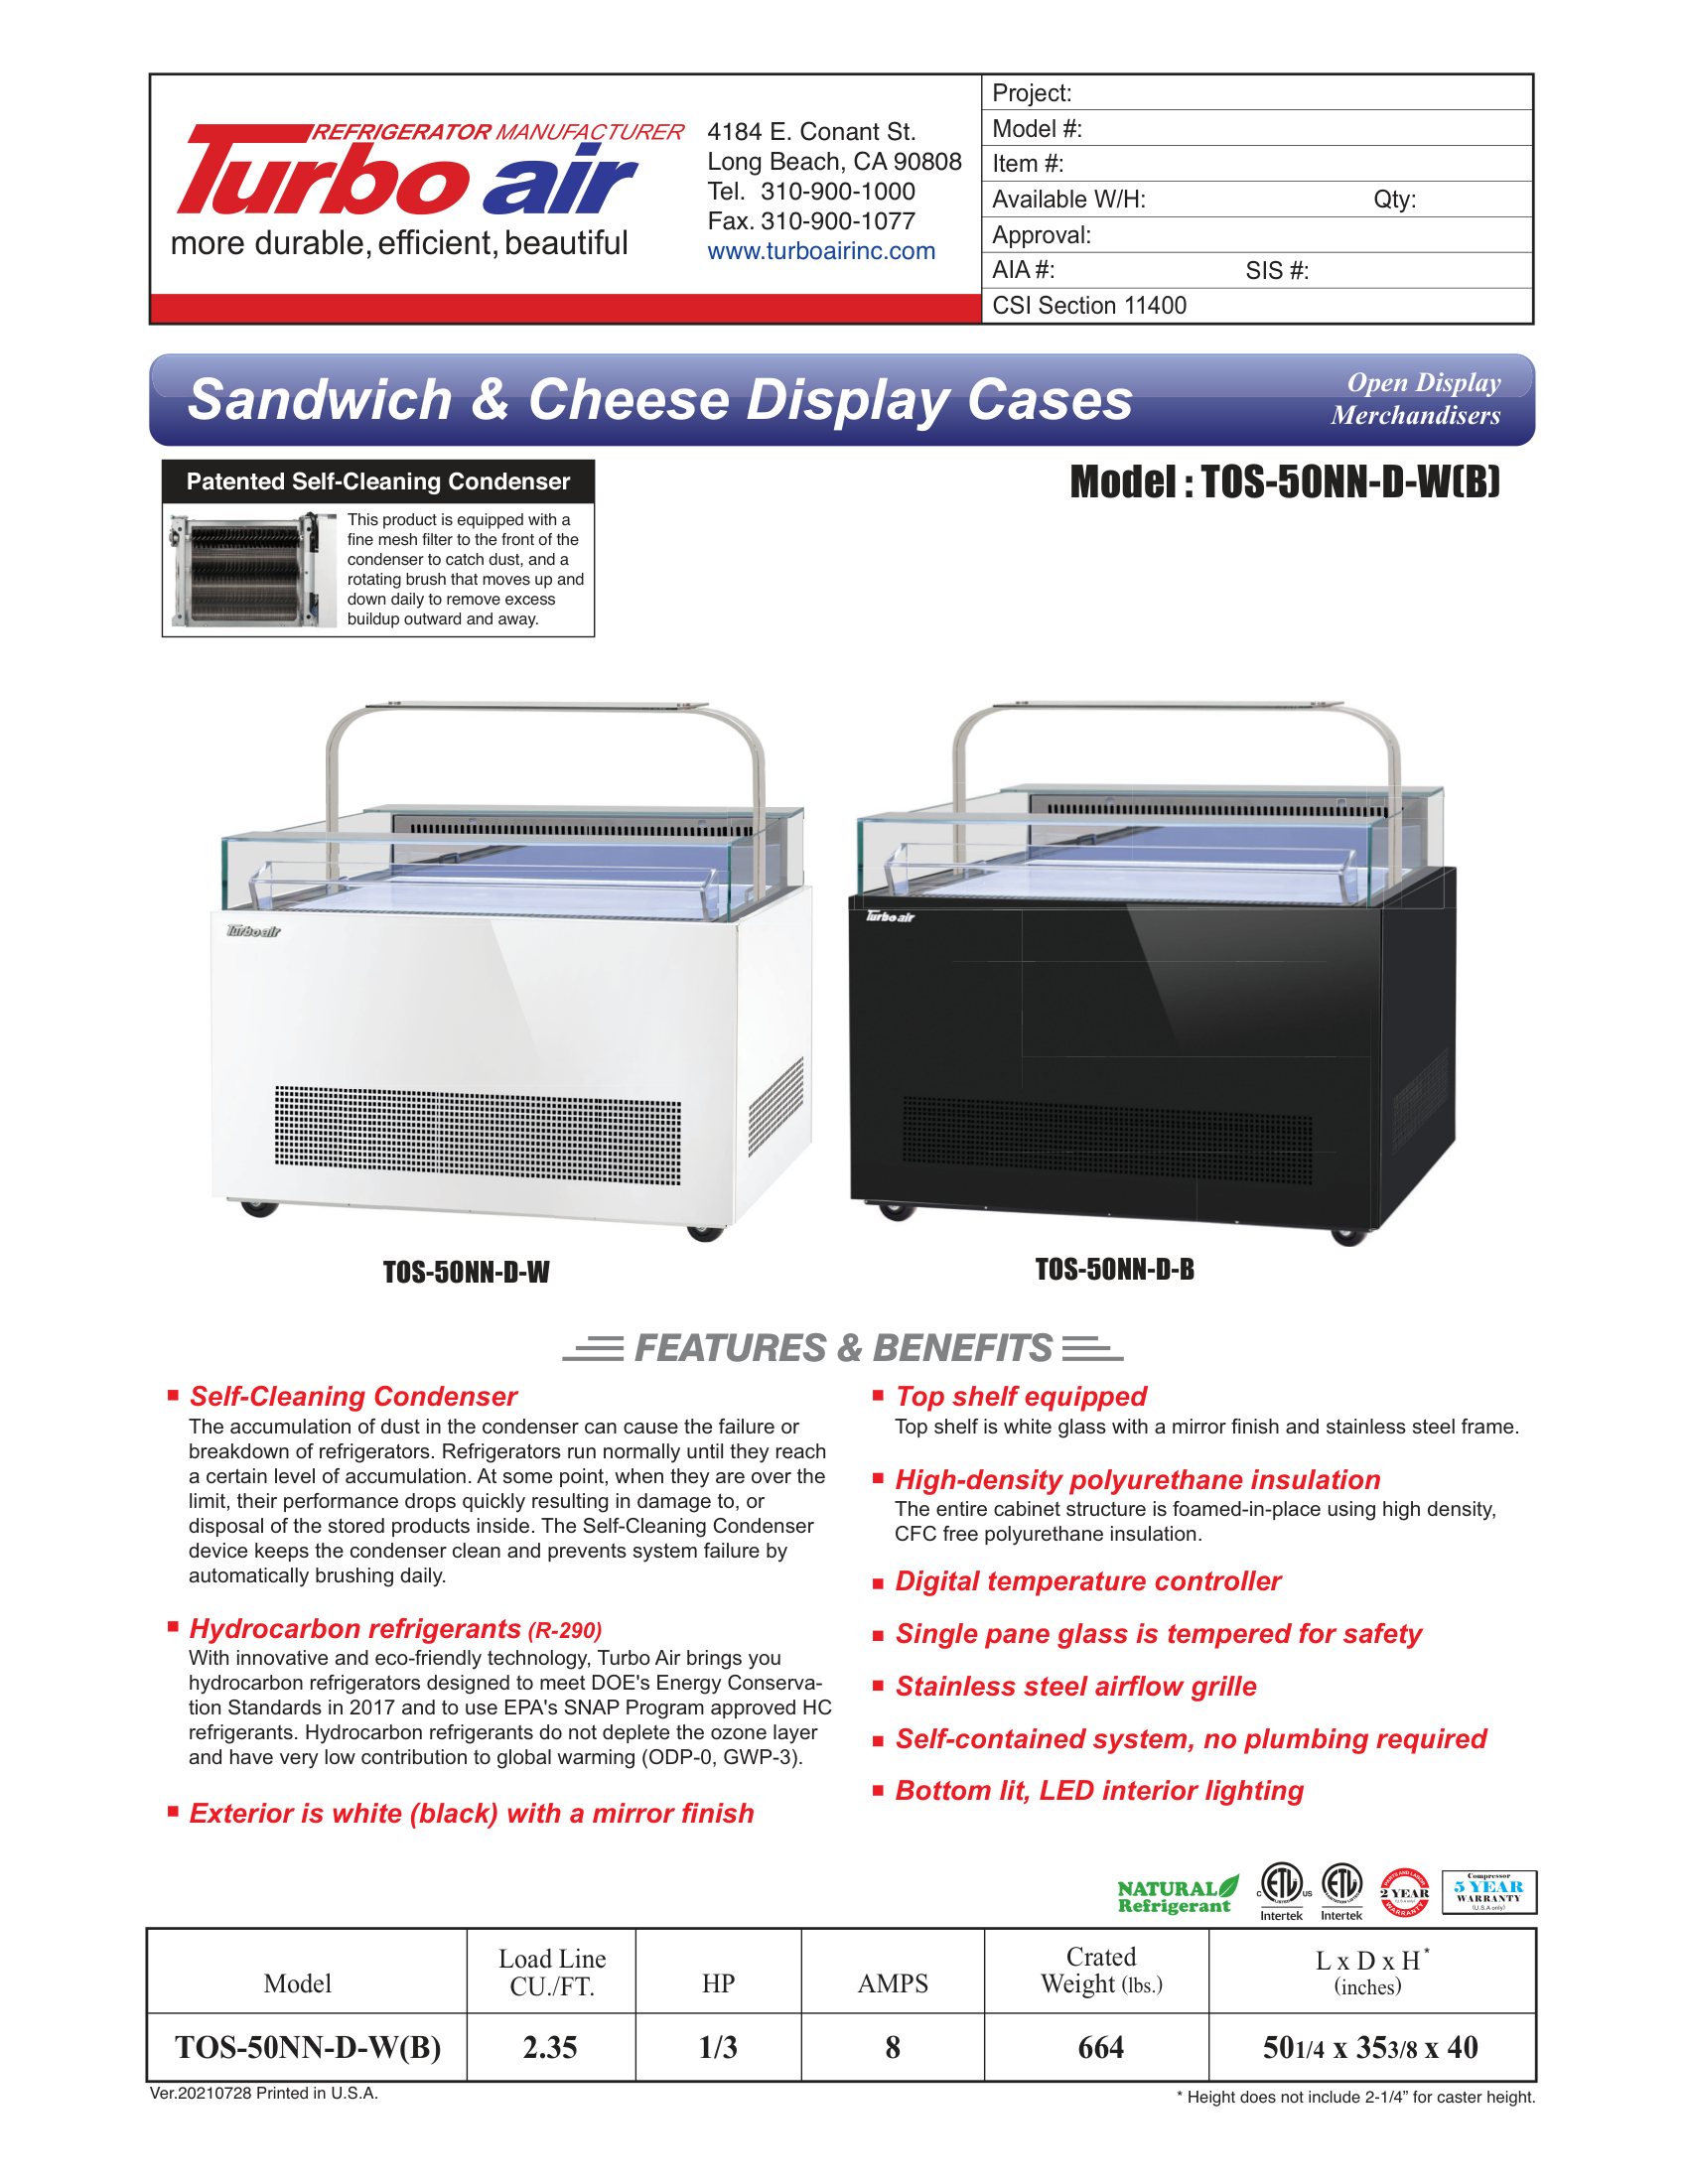 REFRIGERATOR MANUFACTURER
Turbo air
more durable, efficient, beautiful
4184 E. Conant St.
Long Beach, CA 90808
Tel. 310-900-1000
Fax. 310-900-1077
www.turboairinc.com
Project:
Model #:
Item #:
Available W/H: Qty:
Approval:
AIA #: SIS #:
CSI Section 11400
Sandwich & Cheese Display Cases
Open Display
Merchandisers
Patented Self-Cleaning Condenser
This product is equipped with a
fine mesh filter to the front of the
condenser to catch dust, and a
rotating brush that moves up and
down daily to remove excess
buildup outward and away.
Model : TOS-50NN-D-W(B)
Turbo air
Turbo air
TOS-50NN-D-W
TOS-50NN-D-B
FEATURES & BENEFITS
Self-Cleaning Condenser
The accumulation of dust in the condenser can cause the failure or
breakdown of refrigerators. Refrigerators run normally until they reach
a certain level of accumulation. At some point, when they are over the
limit, their performance drops quickly resulting in damage to, or
disposal of the stored products inside. The Self-Cleaning Condenser
device keeps the condenser clean and prevents system failure by
automatically brushing daily.
Hydrocarbon refrigerants (R-290)
With innovative and eco-friendly technology, Turbo Air brings you
hydrocarbon refrigerators designed to meet DOE's Energy Conserva-
tion Standards in 2017 and to use EPA's SNAP Program approved HC
refrigerants. Hydrocarbon refrigerants do not deplete the ozone layer
and have very low contribution to global warming (ODP-0, GWP-3).
Exterior is white (black) with a mirror finish
Top shelf equipped
Top shelf is white glass with a mirror finish and stainless steel frame.
High-density polyurethane insulation
The entire cabinet structure is foamed-in-place using high density,
CFC free polyurethane insulation.
Digital temperature controller
Single pane glass is tempered for safety
Stainless steel airflow grille
Self-contained system, no plumbing required
Bottom lit, LED interior lighting
NATURAL
Refrigerant
C ETL US
Intertek
ETL
Intertek
PARTS AND LABOR
2 YEAR
WARRANTY
Compressor
5 YEAR
WARRANTY
(U.S.A only)
Model
Load Line
CU./FT.
HP
AMPS
Crated
Weight (lbs.)
L x D x H*
(inches)
TOS-50NN-D-W(B) 2.35 1/3 8 664 501/4 x 353/8 x 40
Ver.20210728 Printed in U.S.A.
* Height does not include 2-1/4” for caster height.